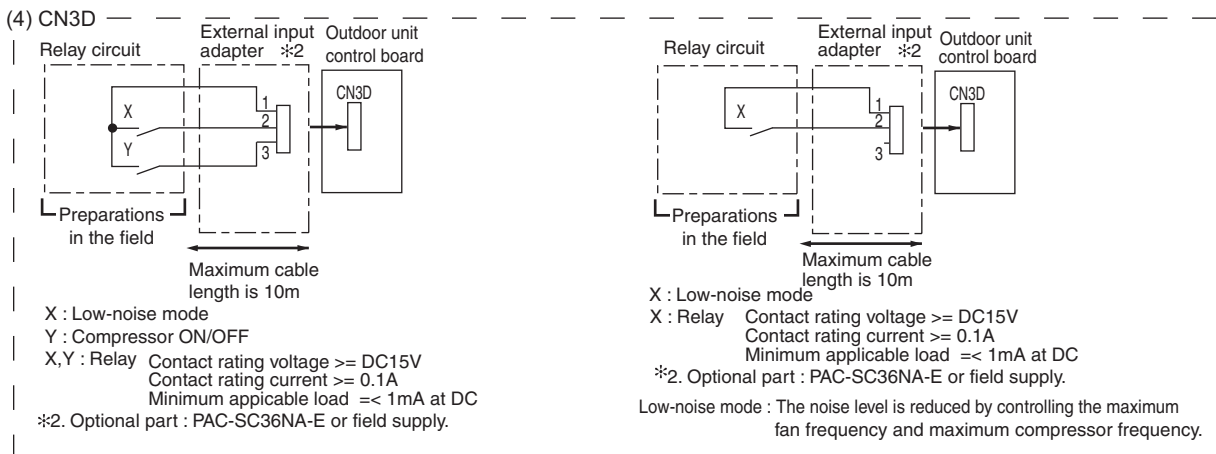 (4) CN3D
Relay circuit
External input
adapter ✻2
Outdoor unit
control board
CN3D
X
Y
1
2
3
Preparations
in the field
Maximum cable
length is 10m
X : Low-noise mode
Y : Compressor ON/OFF
X,Y : Relay Contact rating voltage >= DC15V
Contact rating current >= 0.1A
Minimum appicable load =< 1mA at DC
✻2. Optional part : PAC-SC36NA-E or field supply.
Relay circuit
External input
adapter ✻2
Outdoor unit
control board
CN3D
X
1
2
3
Preparations
in the field
Maximum cable
length is 10m
X : Low-noise mode
X : Relay Contact rating voltage >= DC15V
Contact rating current >= 0.1A
Minimum applicable load =< 1mA at DC
✻2. Optional part : PAC-SC36NA-E or field supply.
Low-noise mode : The noise level is reduced by controlling the maximum
fan frequency and maximum compressor frequency.